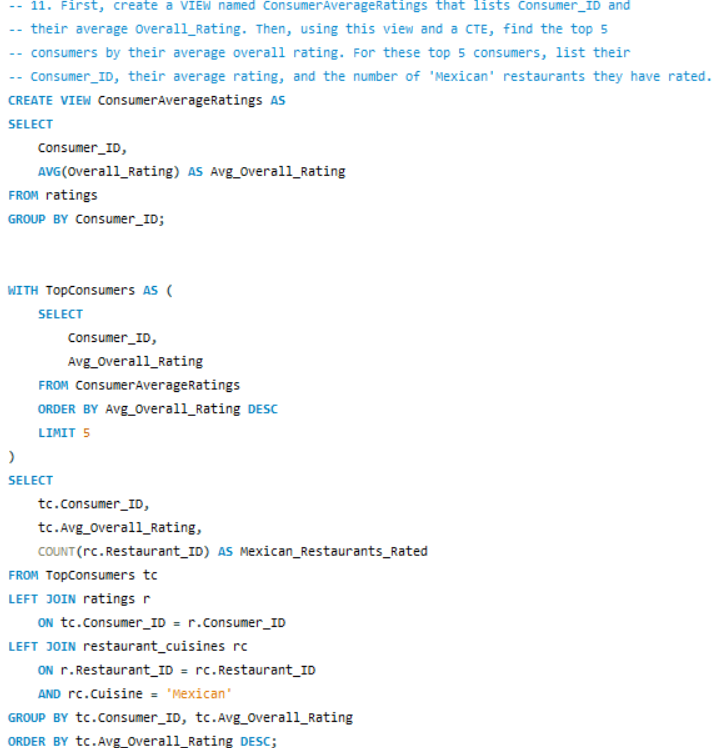 -- 11. First, create a VIEW named ConsumerAverageRatings that lists Consumer_ID and
-- their average Overall_Rating. Then, using this view and a CTE, find the top 5
-- consumers by their average overall rating. For these top 5 consumers, list their
-- Consumer_ID, their average rating, and the number of 'Mexican' restaurants they have rated.
CREATE VIEW ConsumerAverageRatings AS
SELECT
    Consumer_ID,
    AVG(Overall_Rating) AS Avg_Overall_Rating
FROM ratings
GROUP BY Consumer_ID;
WITH TopConsumers AS (
    SELECT
        Consumer_ID,
        Avg_Overall_Rating
    FROM ConsumerAverageRatings
    ORDER BY Avg_Overall_Rating DESC
    LIMIT 5
)
SELECT
    tc.Consumer_ID,
    tc.Avg_Overall_Rating,
    COUNT(rc.Restaurant_ID) AS Mexican_Restaurants_Rated
FROM TopConsumers tc
LEFT JOIN ratings r
    ON tc.Consumer_ID = r.Consumer_ID
LEFT JOIN restaurant_cuisines rc
    ON r.Restaurant_ID = rc.Restaurant_ID
    AND rc.Cuisine = 'Mexican'
GROUP BY tc.Consumer_ID, tc.Avg_Overall_Rating
ORDER BY tc.Avg_Overall_Rating DESC;